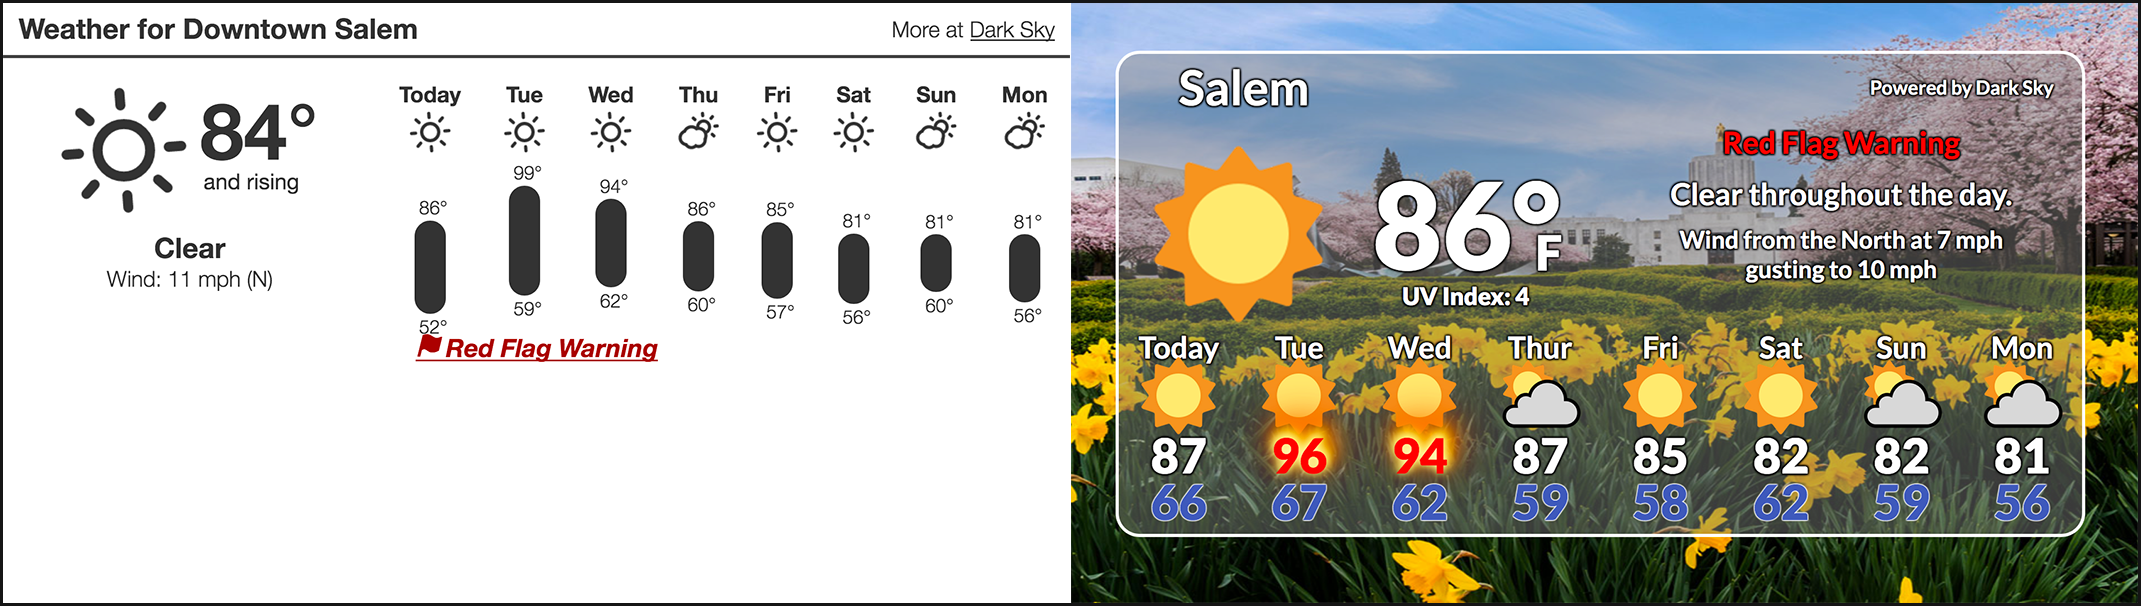 Weather for Downtown Salem
More at Dark Sky
84°
and rising
Clear
Wind: 11 mph (N)
Today Tue Wed Thu Fri Sat Sun Mon
86° 99° 94° 86° 85° 81° 81° 81°
52° 59° 62° 60° 57° 56° 60° 56°
Red Flag Warning
Salem
Powered by Dark Sky
86°F
UV Index: 4
Red Flag Warning
Clear throughout the day.
Wind from the North at 7 mph
gusting to 10 mph
Today Tue Wed Thur Fri Sat Sun Mon
87 96 94 87 85 82 82 81
66 67 62 59 58 62 59 56